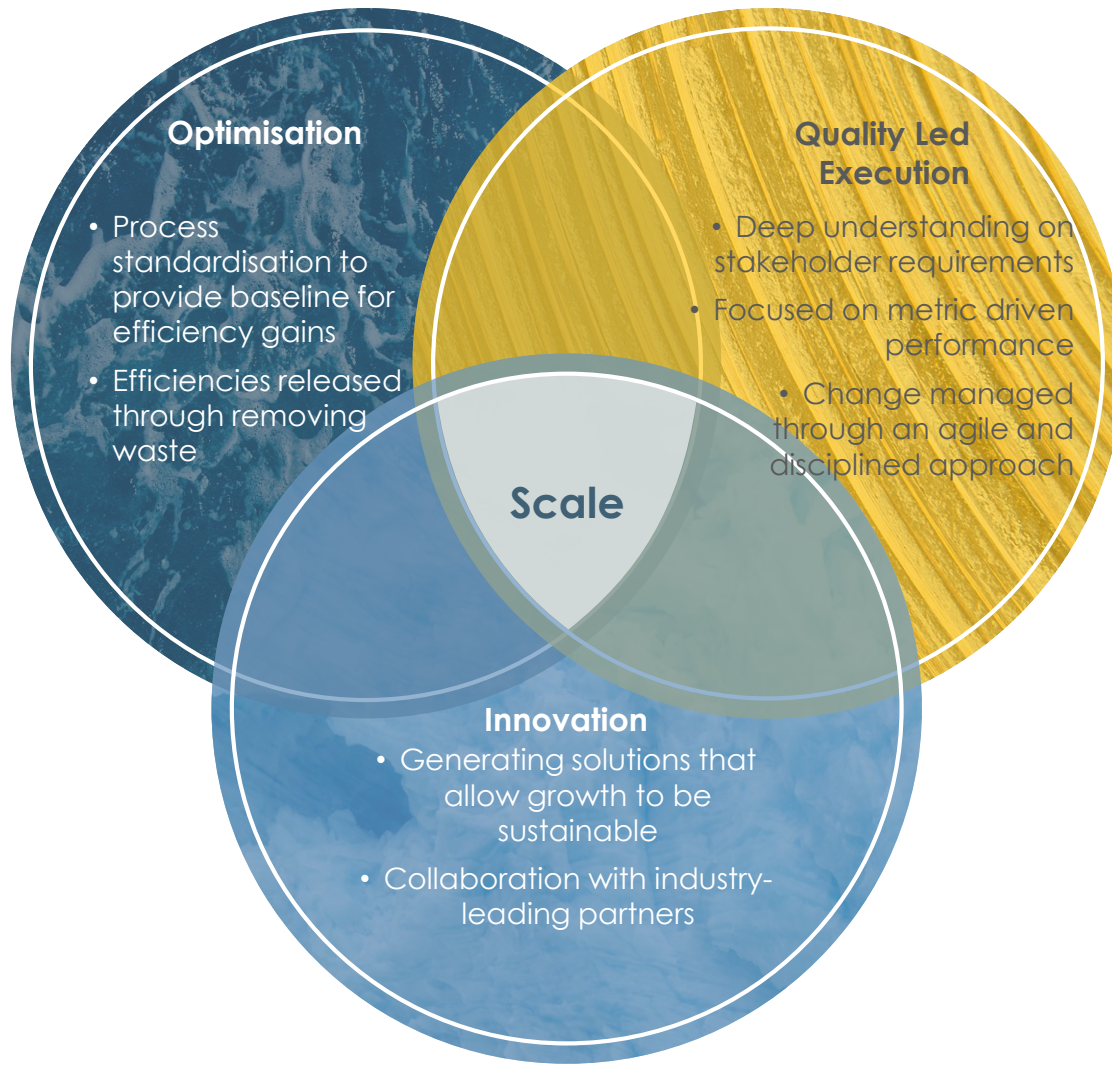 Optimisation
• Process
standardisation to
provide baseline for
efficiency gains
• Efficiencies released
through removing
waste
Quality Led
Execution
• Deep understanding on
stakeholder requirements
• Focused on metric driven
performance
• Change managed
through an agile and
disciplined approach
Scale
Innovation
• Generating solutions that
allow growth to be
sustainable
• Collaboration with industry-
leading partners